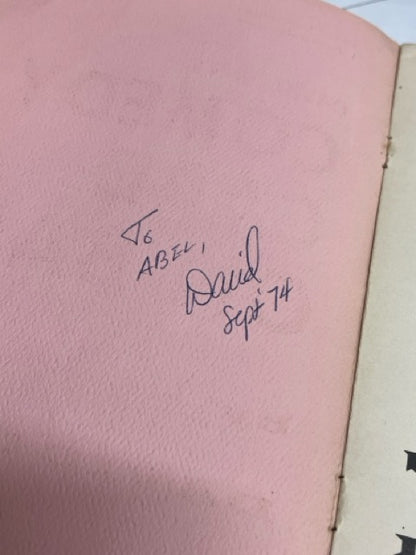 To
ABEL,
David
Sept '74